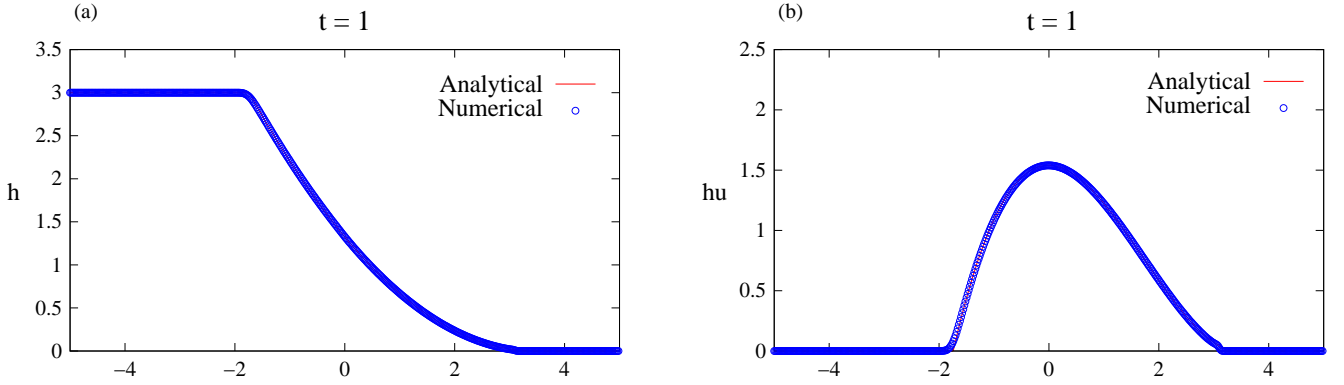 (a)
t = 1
3.5
3
2.5
2
1.5
1
0.5
0
h
Analytical
Numerical
−4 −2 0 2 4
(b)
t = 1
2.5
2
1.5
1
0.5
0
hu
Analytical
Numerical
−4 −2 0 2 4